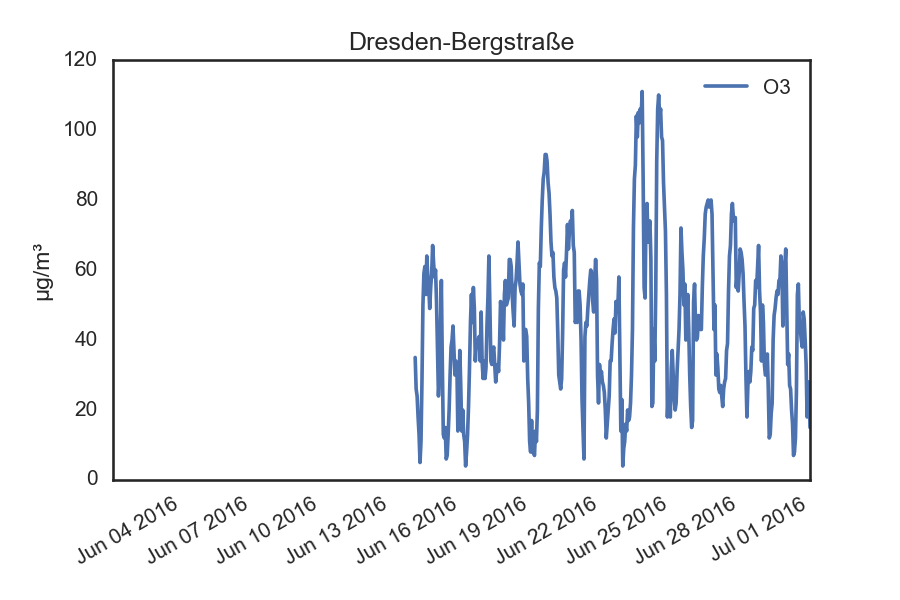 Dresden-Bergstraße
O3
µg/m³
120
100
80
60
40
20
0
Jun 04 2016
Jun 07 2016
Jun 10 2016
Jun 13 2016
Jun 16 2016
Jun 19 2016
Jun 22 2016
Jun 25 2016
Jun 28 2016
Jul 01 2016